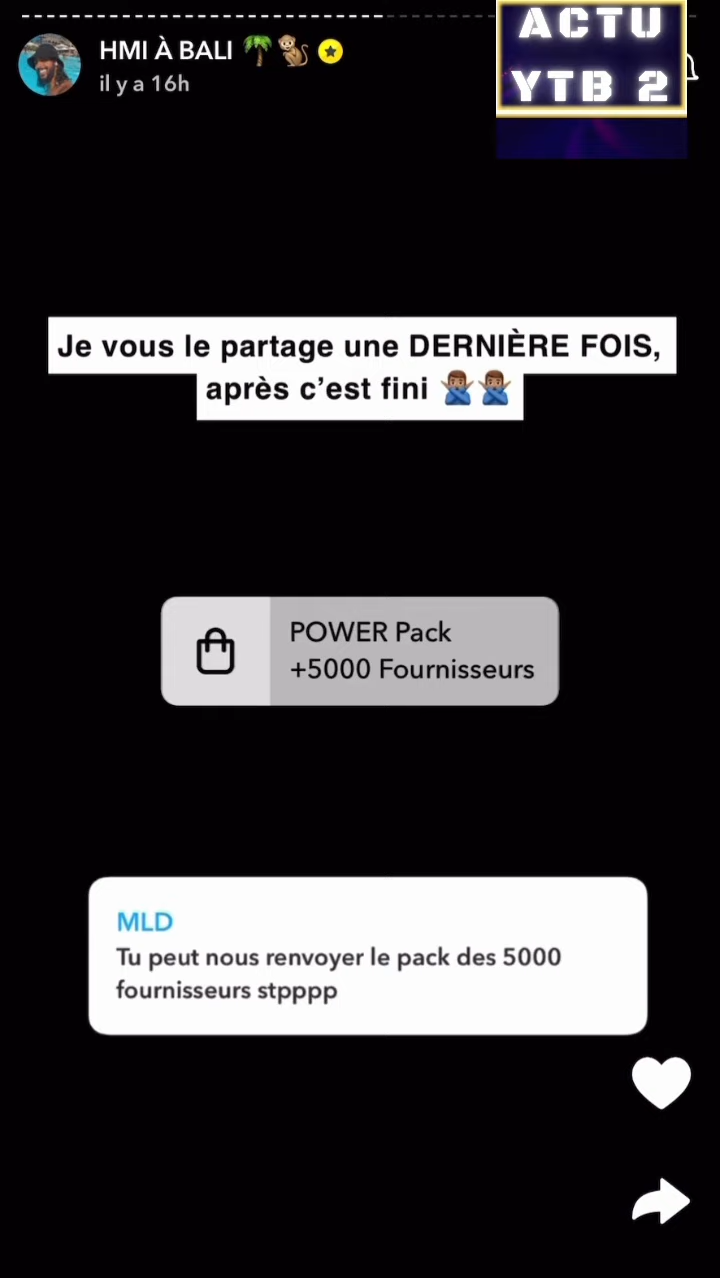 HMI À BALI 🌴🐒
il y a 16h
ACTU
YTB 2
Je vous le partage une DERNIÈRE FOIS,
après c’est fini 🙅🏽‍♂️🙅🏽‍♂️
POWER Pack
+5000 Fournisseurs
MLD
Tu peut nous renvoyer le pack des 5000
fournisseurs stpppp